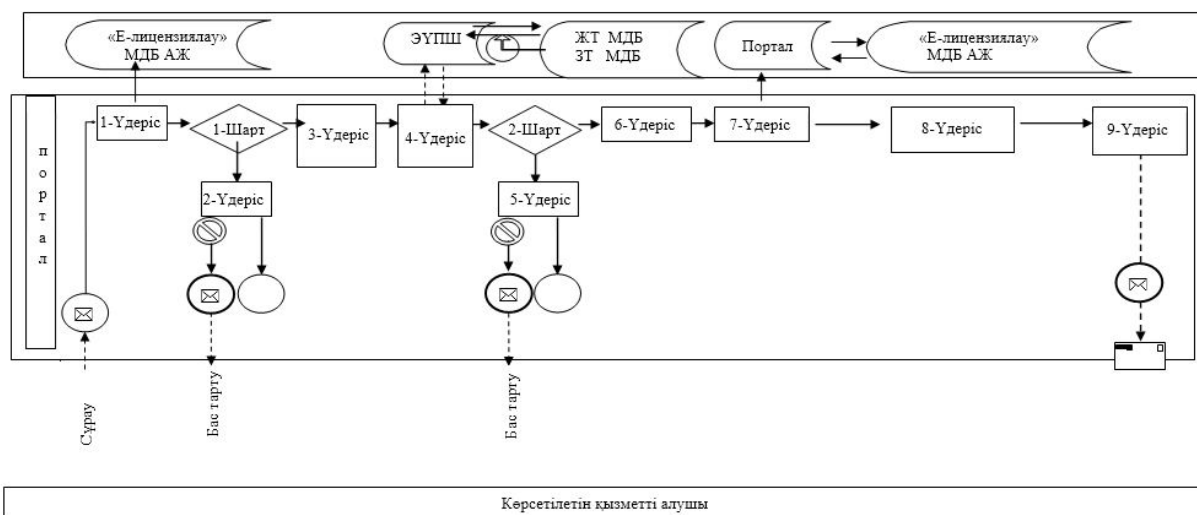 «Е-лицензиялау»
МДБ АЖ
ЭҮПШ
ЖТ МДБ
ЗТ МДБ
Портал
«Е-лицензиялау»
МДБ АЖ
портал
1-Үдеріс
1-Шарт
3-Үдеріс
4-Үдеріс
2-Шарт
6-Үдеріс
7-Үдеріс
8-Үдеріс
9-Үдеріс
2-Үдеріс
5-Үдеріс
Сұрау
Бас тарту
Бас тарту
Көрсетілетін қызметті алушы